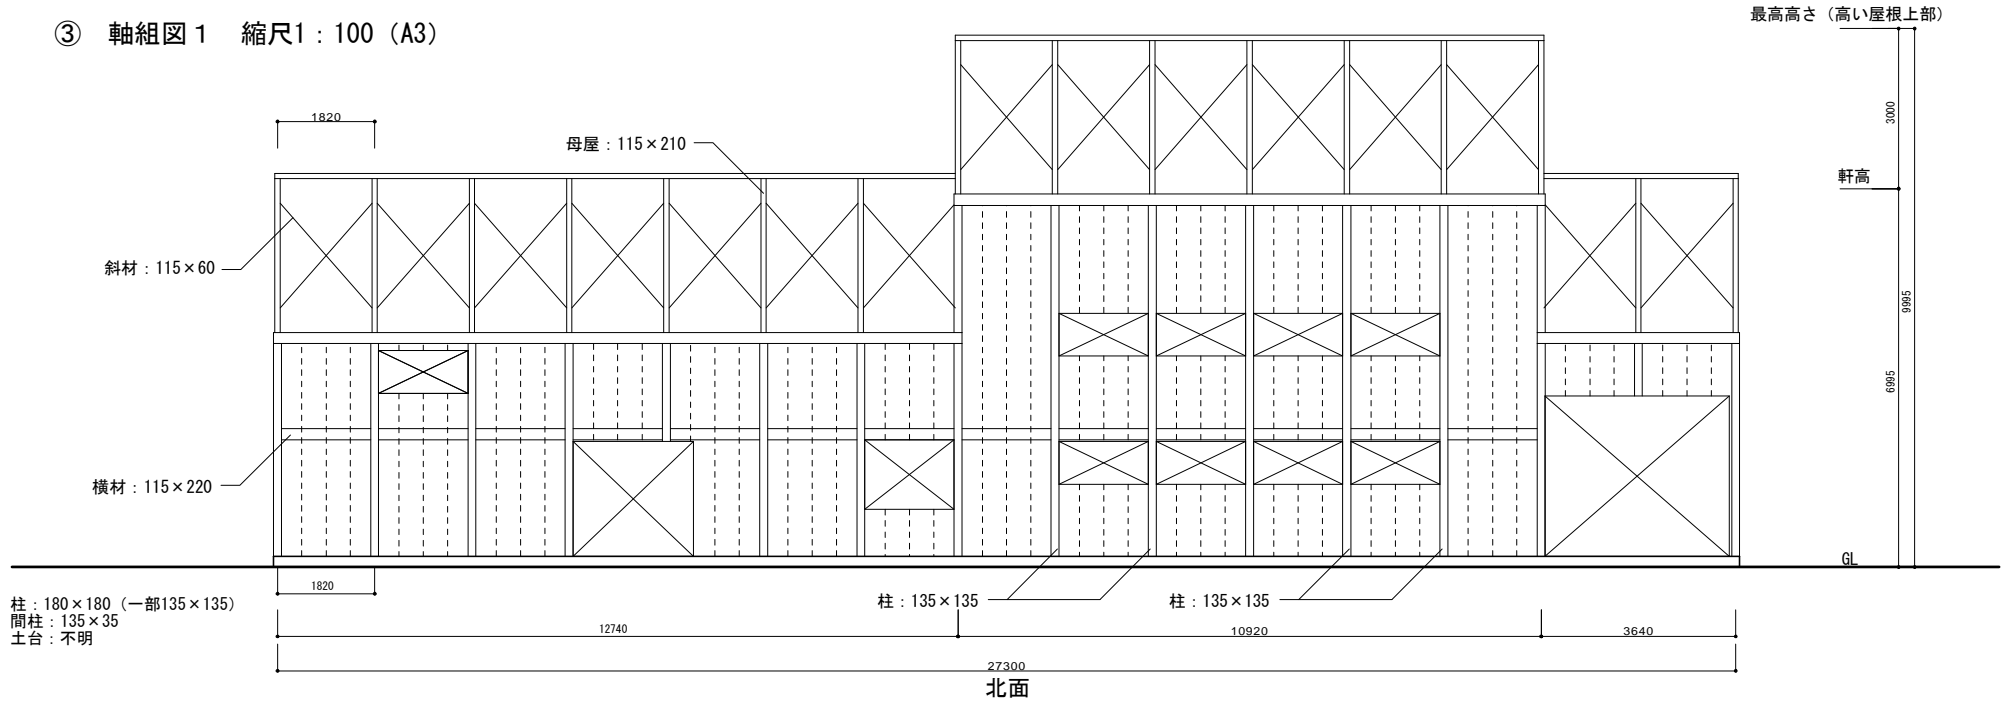 ③　軸組図１　縮尺1：100（A3）
最高高さ（高い屋根上部）
1820
3000
母屋：115×210
軒高
斜材：115×60
9995
6995
横材：115×220
GL
1820
柱：180×180（一部135×135）
間柱：135×35
土台：不明
柱：135×135
柱：135×135
12740
10920
3640
27300
北面